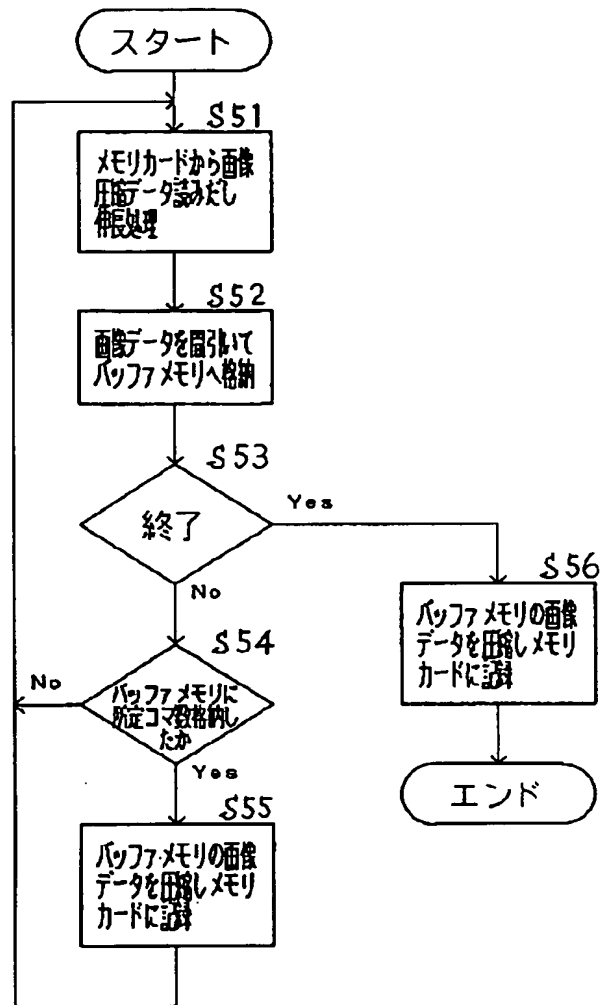 スタート
S51
メモリカードから画像
圧縮データ読みだし
伸長処理
S52
画像データを間引いて
バッファメモリへ格納
S53
終了
Yes
No
S54
バッファメモリに
所定コマ数格納し
たか
No
Yes
S55
バッファメモリの画像
データを圧縮しメモリ
カードに記録
S56
バッファメモリの画像
データを圧縮しメモリ
カードに記録
エンド